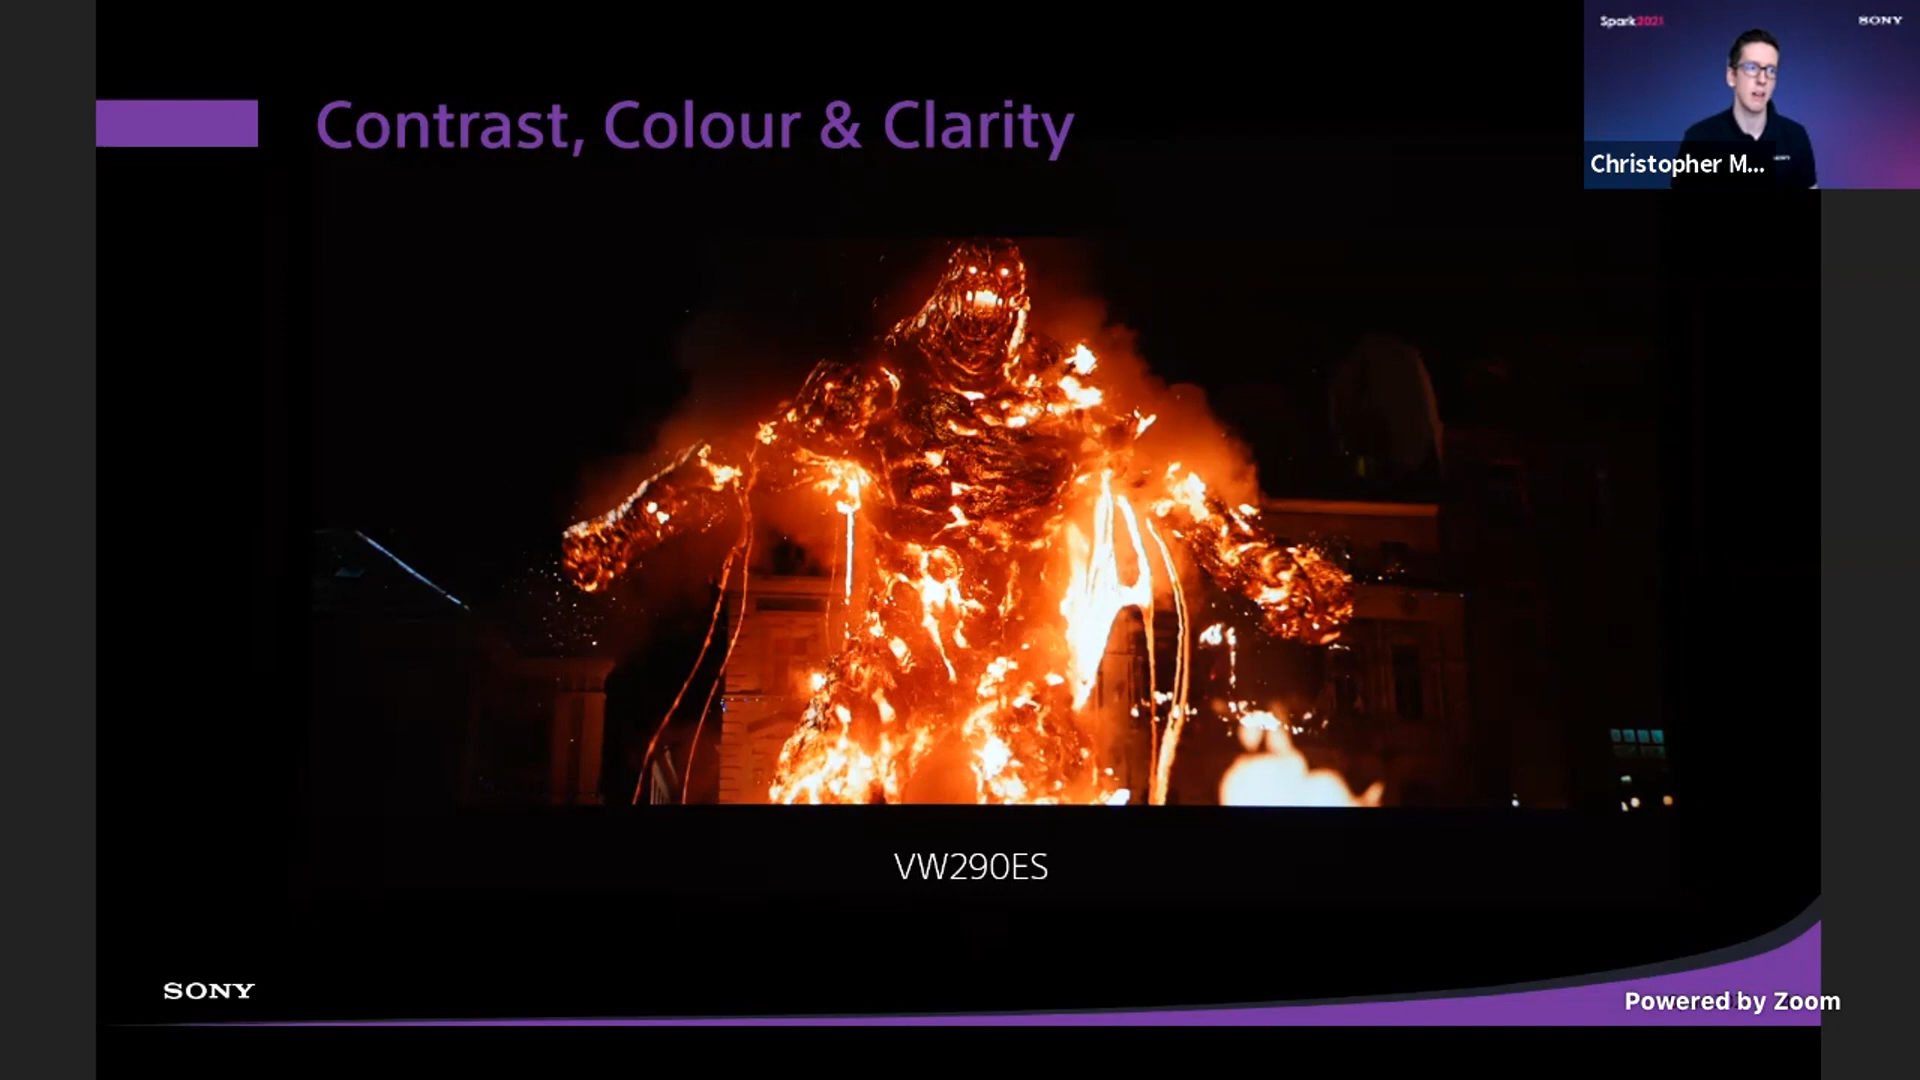 Spark2021
SONY
Contrast, Colour & Clarity
Christopher M...
VW290ES
SONY
Powered by Zoom